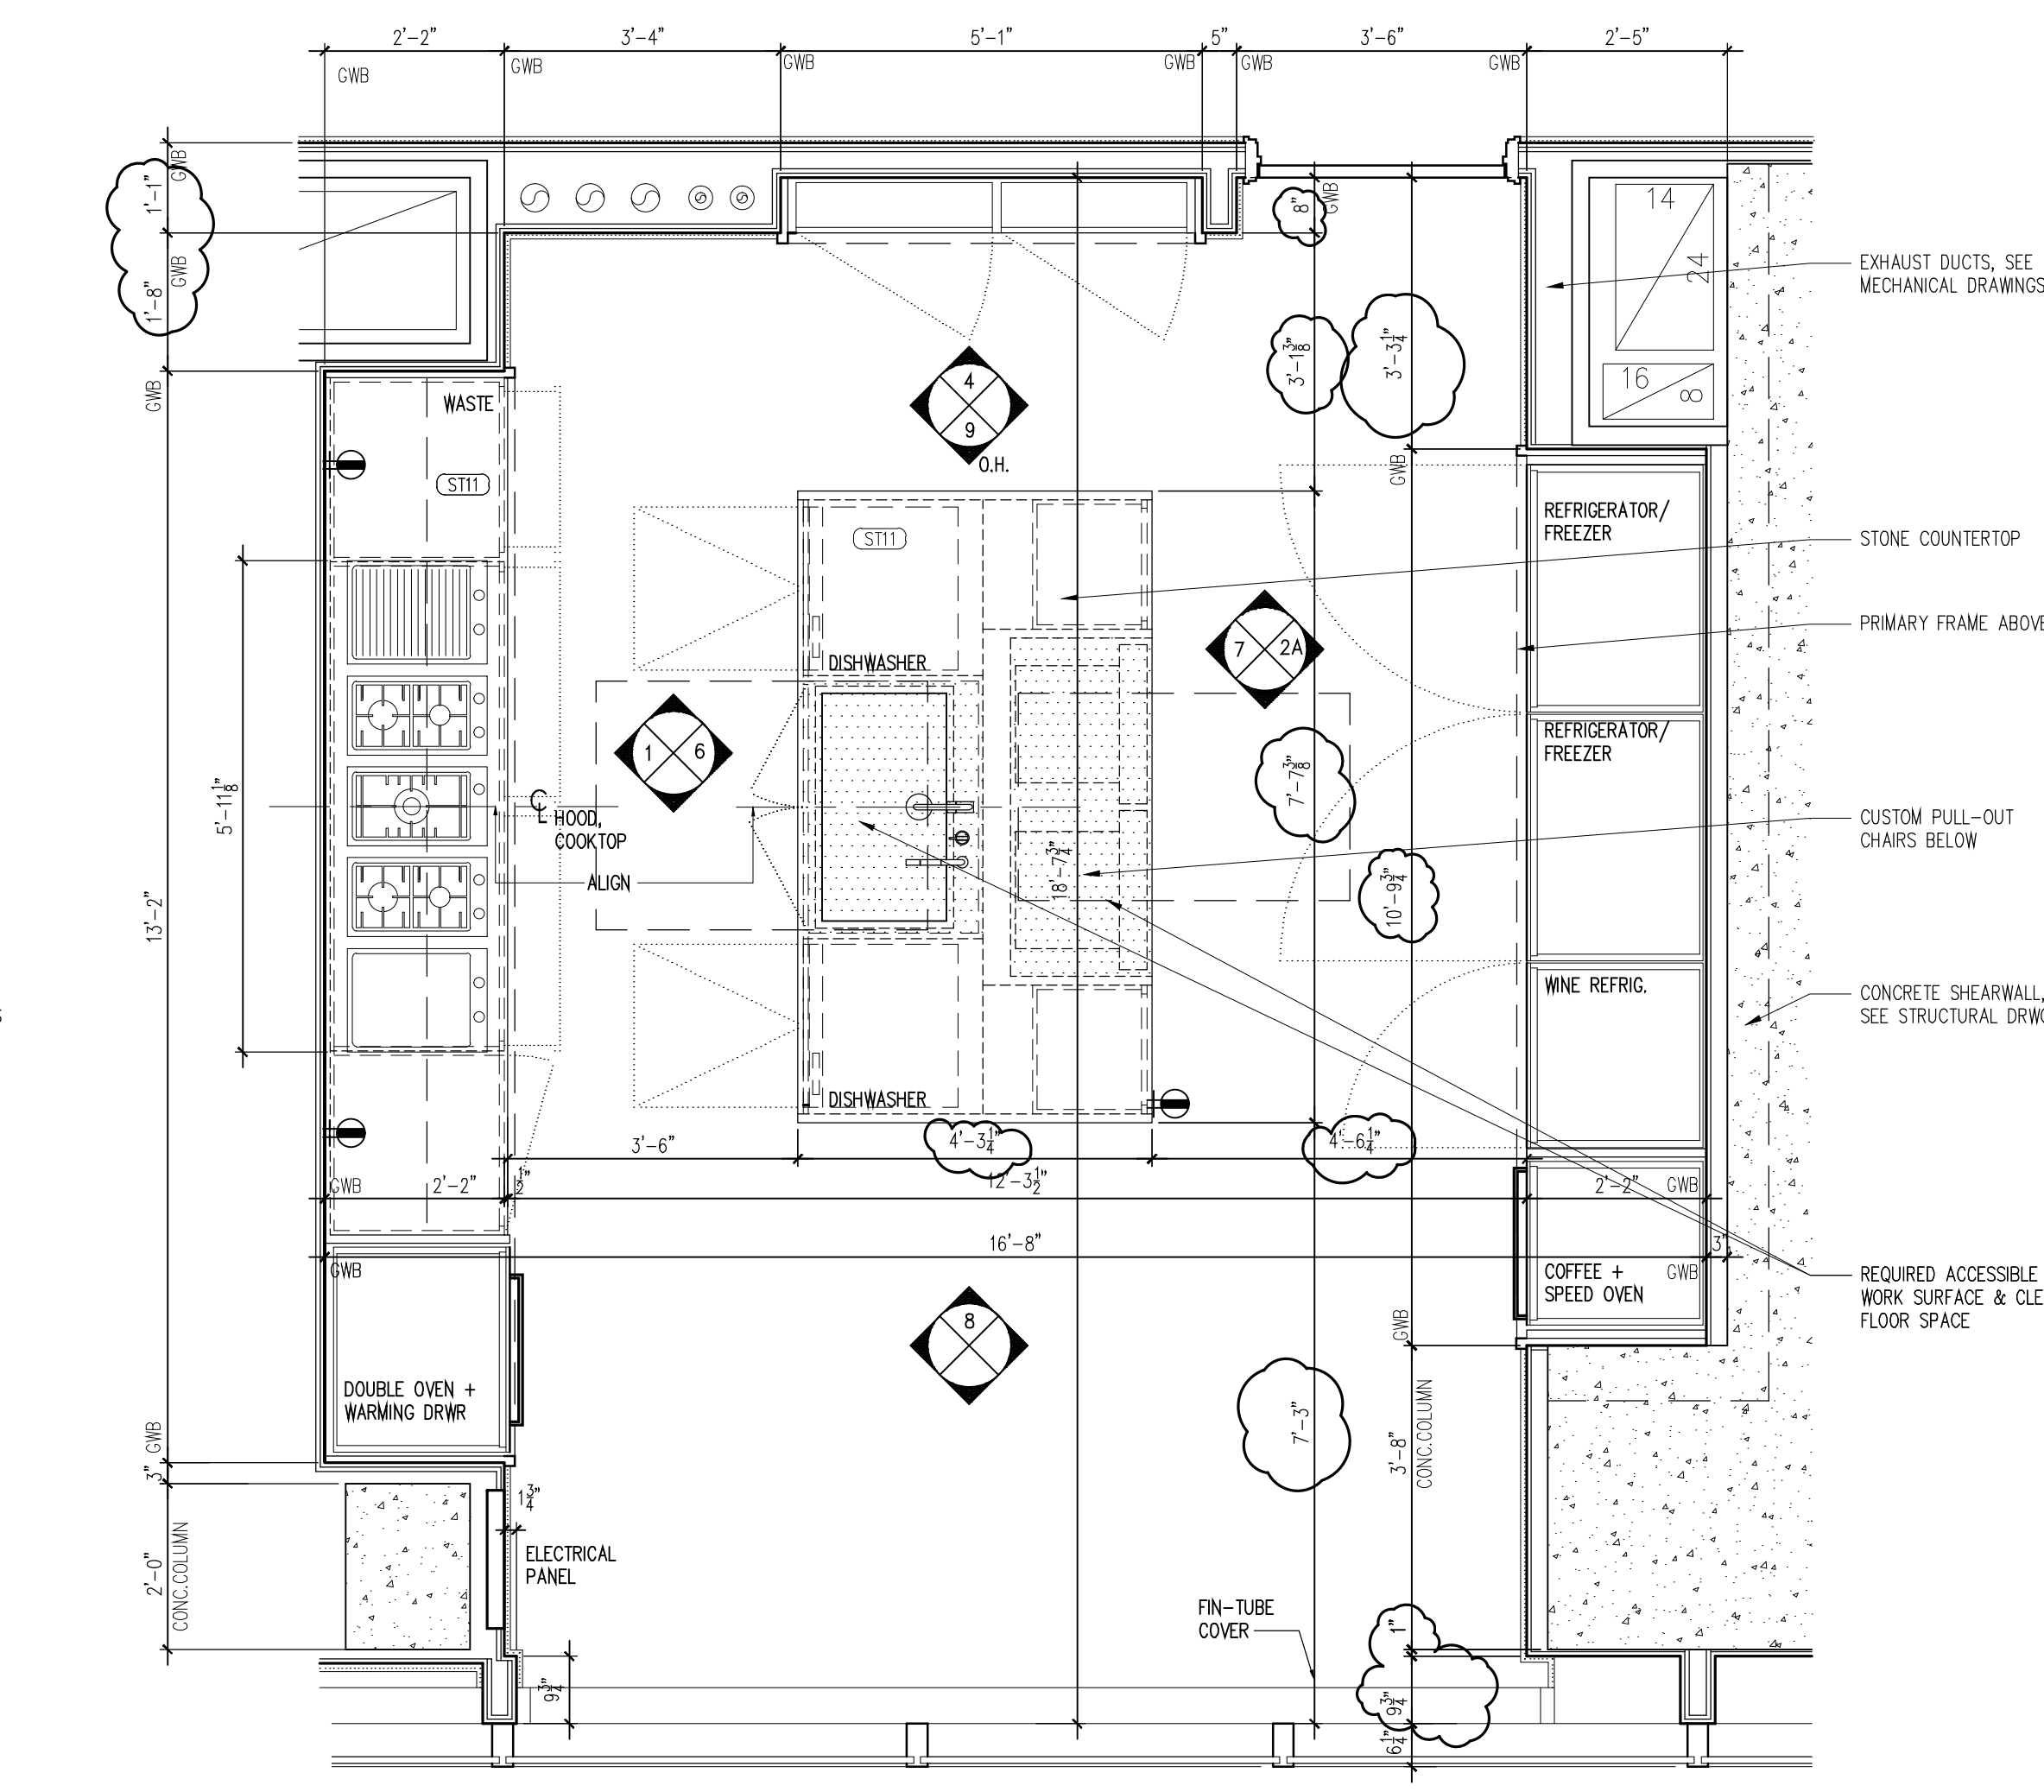 2'-2" 3'-4" 5'-1" 5" 3'-6" 2'-5"
GWB GWB GWB GWB GWB GWB
GWB
1'-1"
GWB
1'-8"
GWB
8"
GWB
14
24
16
8
EXHAUST DUCTS, SEE
MECHANICAL DRAWINGS
3'-1 3/8"
3'-3 1/4"
4
9
O.H.
WASTE
ST11
GWB
REFRIGERATOR/
FREEZER
ST11
STONE COUNTERTOP
PRIMARY FRAME ABOVE
7 2A
DISHWASHER
1 6
REFRIGERATOR/
FREEZER
5'-11 1/8"
7'-7 3/8"
CL
HOOD,
COOKTOP
CUSTOM PULL-OUT
CHAIRS BELOW
ALIGN
18'-7 3/4"
10'-9 3/4"
13'-2"
WINE REFRIG.
CONCRETE SHEARWALL,
SEE STRUCTURAL DRWG
DISHWASHER
3'-6" 4'-3 1/4" 4'-6 1/4"
GWB 2'-2" 1/2" 12'-3 1/2" 2'-2" GWB
16'-8" 3"
GWB
COFFEE +
SPEED OVEN
GWB
REQUIRED ACCESSIBLE
WORK SURFACE & CLE
FLOOR SPACE
GWB
8
DOUBLE OVEN +
WARMING DRWR
7'-3"
3'-8"
CONC.COLUMN
GWB
3"
1 3/4"
2'-0"
CONC.COLUMN
ELECTRICAL
PANEL
FIN-TUBE
COVER
1"
9 3/4"
9 3/4"
6 1/4"